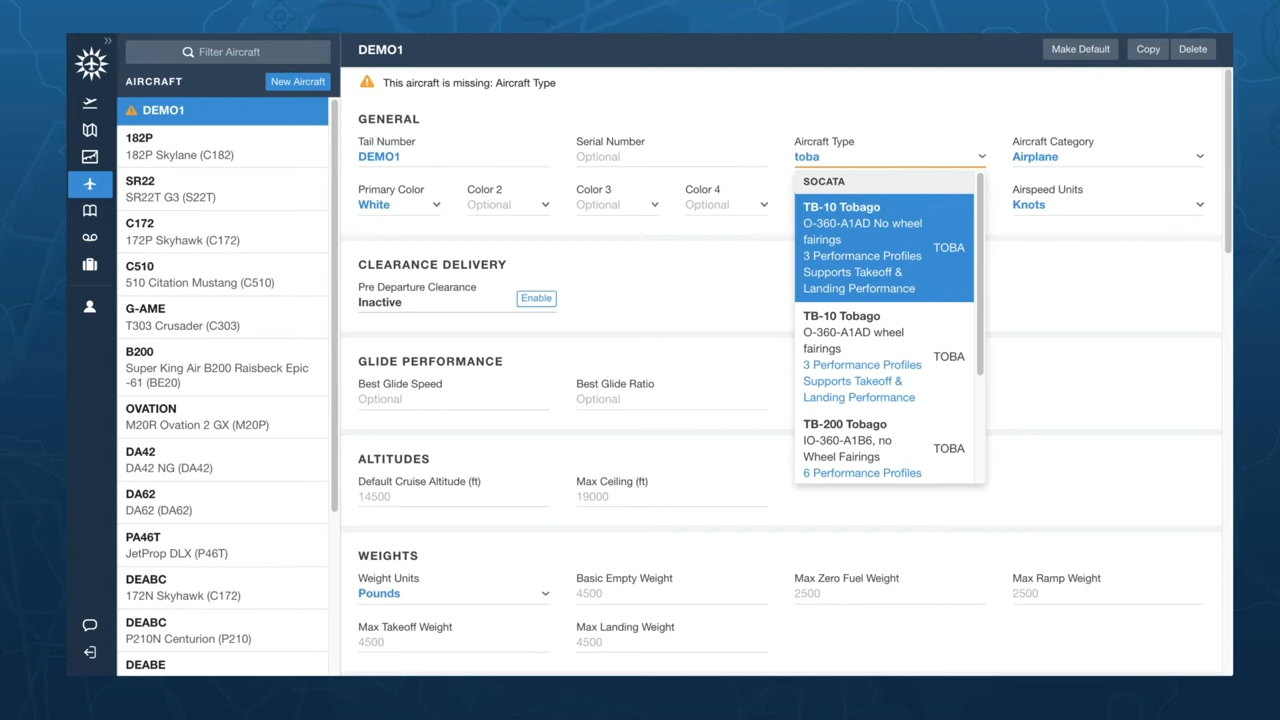 Filter Aircraft
AIRCRAFT
New Aircraft
DEMO1
182P
182P Skylane (C182)
SR22
SR22T G3 (S22T)
C172
172P Skyhawk (C172)
C510
510 Citation Mustang (C510)
G-AME
T303 Crusader (C303)
B200
Super King Air B200 Raisbeck Epic
-61 (BE20)
OVATION
M20R Ovation 2 GX (M20P)
DA42
DA42 NG (DA42)
DA62
DA62 (DA62)
PA46T
JetProp DLX (P46T)
DEABC
172N Skyhawk (C172)
DEABC
P210N Centurion (P210)
DEABE
DEMO1
Make Default
Copy
Delete
This aircraft is missing: Aircraft Type
GENERAL
Tail Number
DEMO1
Serial Number
Optional
Aircraft Type
toba
Aircraft Category
Airplane
Primary Color
White
Color 2
Optional
Color 3
Optional
Color 4
Optional
Airspeed Units
Knots
SOCATA
TB-10 Tobago
O-360-A1AD No wheel
fairings
3 Performance Profiles
Supports Takeoff &
Landing Performance
TOBA
TB-10 Tobago
O-360-A1AD wheel
fairings
3 Performance Profiles
Supports Takeoff &
Landing Performance
TOBA
TB-200 Tobago
IO-360-A1B6, no
Wheel Fairings
6 Performance Profiles
TOBA
CLEARANCE DELIVERY
Pre Departure Clearance
Inactive
Enable
GLIDE PERFORMANCE
Best Glide Speed
Optional
Best Glide Ratio
Optional
ALTITUDES
Default Cruise Altitude (ft)
14500
Max Ceiling (ft)
19000
WEIGHTS
Weight Units
Pounds
Basic Empty Weight
4500
Max Zero Fuel Weight
2500
Max Ramp Weight
2500
Max Takeoff Weight
4500
Max Landing Weight
4500